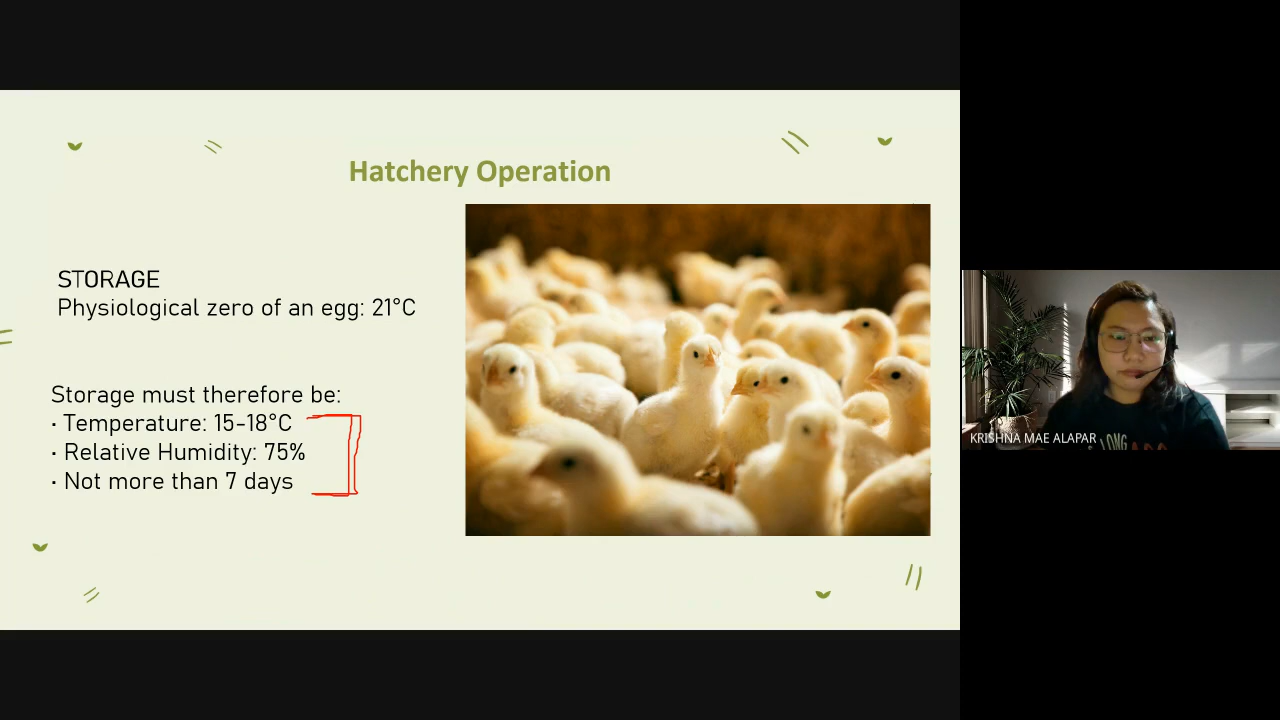 Hatchery Operation
STORAGE
Physiological zero of an egg: 21°C
Storage must therefore be:
· Temperature: 15-18°C
· Relative Humidity: 75%
· Not more than 7 days
KRISHNA MAE ALAPAR
LONG